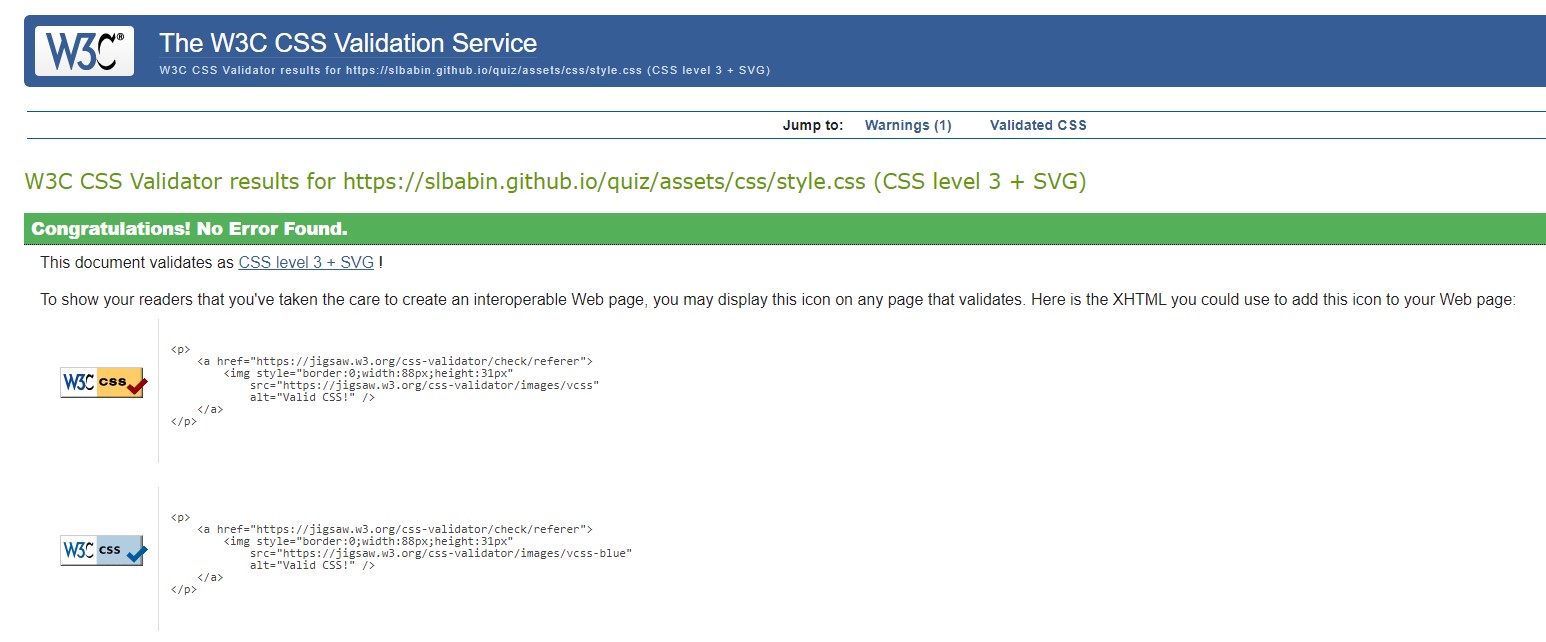 W3C® The W3C CSS Validation Service
W3C CSS Validator results for https://slbabin.github.io/quiz/assets/css/style.css (CSS level 3 + SVG)
Jump to: Warnings (1) Validated CSS
W3C CSS Validator results for https://slbabin.github.io/quiz/assets/css/style.css (CSS level 3 + SVG)
Congratulations! No Error Found.
This document validates as CSS level 3 + SVG !
To show your readers that you've taken the care to create an interoperable Web page, you may display this icon on any page that validates. Here is the XHTML you could use to add this icon to your Web page:
W3C css
<p>
<a href="https://jigsaw.w3.org/css-validator/check/referer">
<img style="border:0;width:88px;height:31px"
src="https://jigsaw.w3.org/css-validator/images/vcss"
alt="Valid CSS!" />
</a>
</p>
W3C css
<p>
<a href="https://jigsaw.w3.org/css-validator/check/referer">
<img style="border:0;width:88px;height:31px"
src="https://jigsaw.w3.org/css-validator/images/vcss-blue"
alt="Valid CSS!" />
</a>
</p>